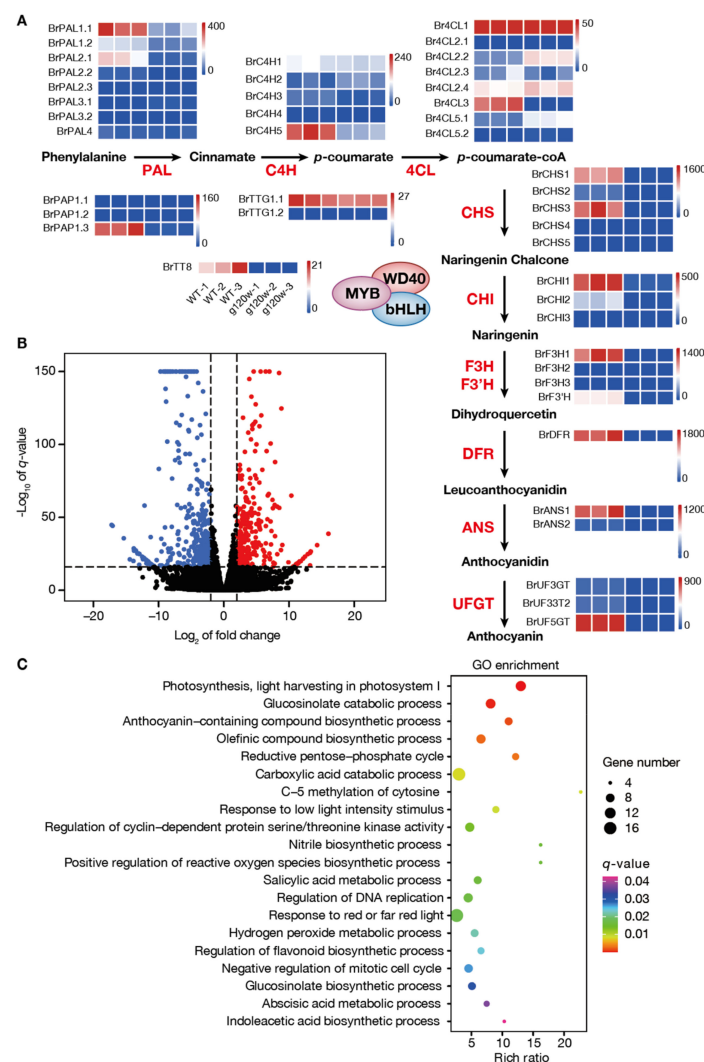 A
BrPAL1.1
BrPAL1.2
BrPAL2.1
BrPAL2.2
BrPAL2.3
BrPAL3.1
BrPAL3.2
BrPAL4
400
0
BrC4H1
BrC4H2
BrC4H3
BrC4H4
BrC4H5
240
0
Br4CL1
Br4CL2.1
Br4CL2.2
Br4CL2.3
Br4CL2.4
Br4CL3
Br4CL5.1
Br4CL5.2
50
0
Phenylalanine
PAL
Cinnamate
C4H
p-coumarate
4CL
p-coumarate-coA
BrPAP1.1
BrPAP1.2
BrPAP1.3
160
0
BrTTG1.1
BrTTG1.2
27
0
BrTT8
WT-1
WT-2
WT-3
g120w-1
g120w-2
g120w-3
21
0
MYB
WD40
bHLH
CHS
BrCHS1
BrCHS2
BrCHS3
BrCHS4
BrCHS5
1600
0
Naringenin Chalcone
CHI
BrCHI1
BrCHI2
BrCHI3
500
0
Naringenin
F3H
F3'H
BrF3H1
BrF3H2
BrF3H3
BrF3'H
1400
0
Dihydroquercetin
DFR
BrDFR
1800
0
Leucoanthocyanidin
ANS
BrANS1
BrANS2
1200
0
Anthocyanidin
UFGT
BrUF3GT
BrUF33T2
BrUF5GT
900
0
Anthocyanin
B
-Log10 of q-value
150
100
50
0
−20
−10
0
10
20
Log2 of fold change
C
GO enrichment
Photosynthesis, light harvesting in photosystem I
Glucosinolate catabolic process
Anthocyanin−containing compound biosynthetic process
Olefinic compound biosynthetic process
Reductive pentose−phosphate cycle
Carboxylic acid catabolic process
C−5 methylation of cytosine
Response to low light intensity stimulus
Regulation of cyclin−dependent protein serine/threonine kinase activity
Nitrile biosynthetic process
Positive regulation of reactive oxygen species biosynthetic process
Salicylic acid metabolic process
Regulation of DNA replication
Response to red or far red light
Hydrogen peroxide metabolic process
Regulation of flavonoid biosynthetic process
Negative regulation of mitotic cell cycle
Glucosinolate biosynthetic process
Abscisic acid metabolic process
Indoleacetic acid biosynthetic process
5
10
15
20
Rich ratio
Gene number
4
8
12
16
q-value
0.04
0.03
0.02
0.01